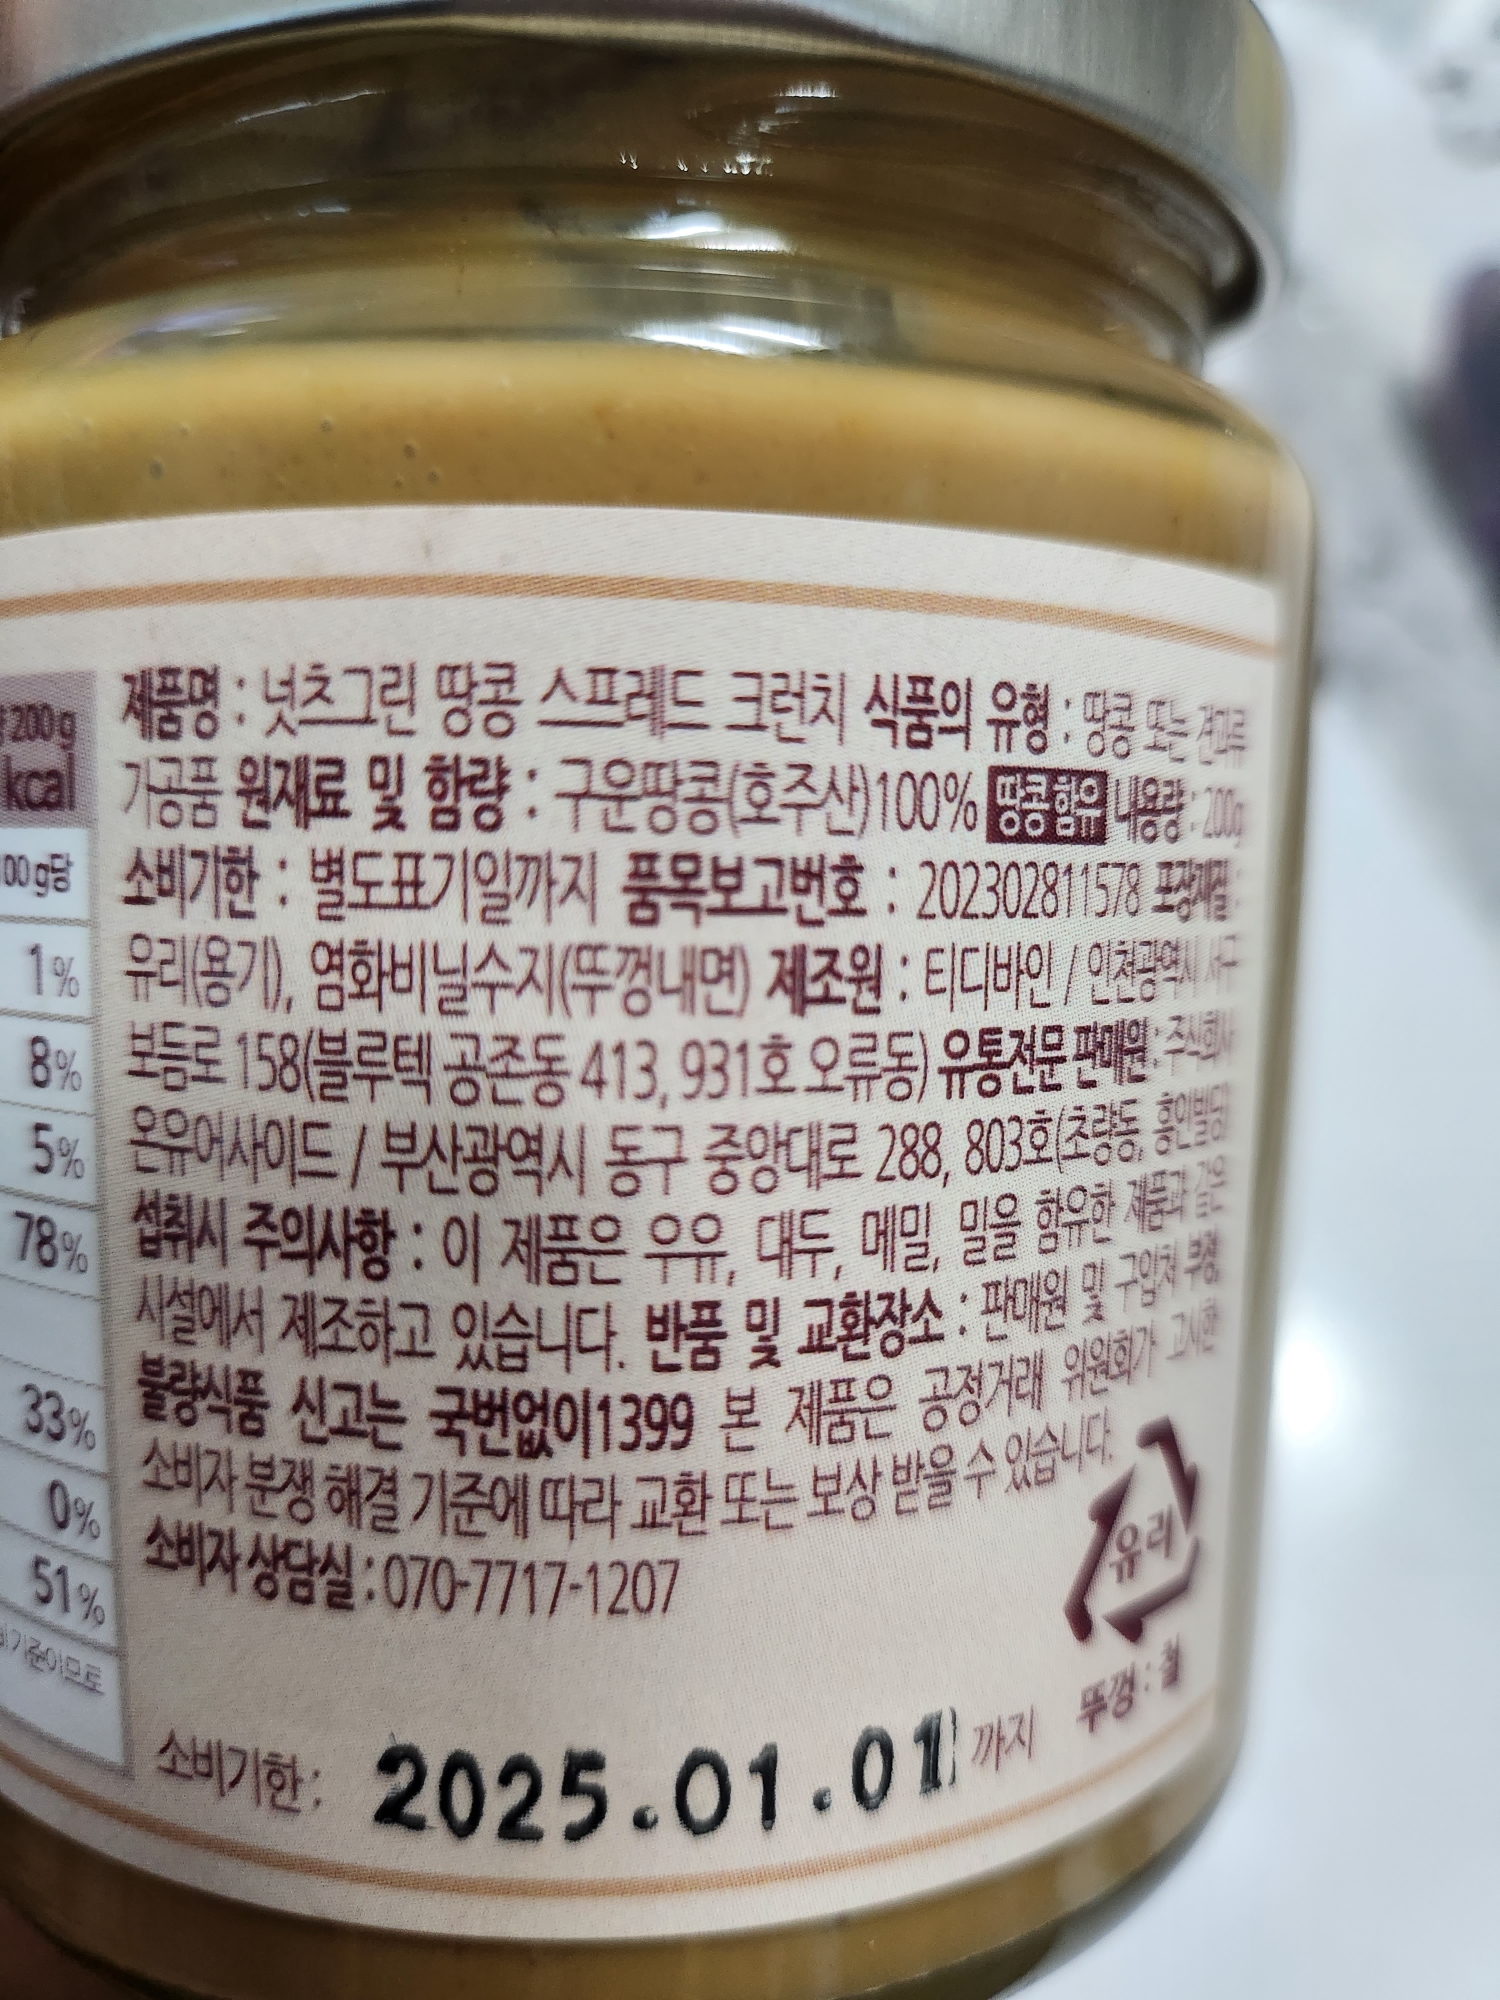 200g
kcal
00g당
1%
8%
5%
78%
33%
0%
51%
기준이므로
제품명 : 넛츠그린 땅콩 스프레드 크런치 식품의 유형 : 땅콩 또는 견과류
가공품 원재료 및 함량 : 구운땅콩(호주산)100% 땅콩함유 내용량 : 200g
소비기한 : 별도표기일까지 품목보고번호 : 202302811578 포장재질 :
유리(용기), 염화비닐수지(뚜껑내면) 제조원 : 티디바인 / 인천광역시 서구
보듬로 158(블루텍 공존동 413, 931호 오류동) 유통전문판매원 : 주식회사
온유어사이드 / 부산광역시 동구 중앙대로 288, 803호(초량동, 흥인빌딩)
섭취시 주의사항 : 이 제품은 우유, 대두, 메밀, 밀을 함유한 제품과 같은
시설에서 제조하고 있습니다. 반품 및 교환장소 : 판매원 및 구입처 부정·
불량식품 신고는 국번없이1399 본 제품은 공정거래 위원회가 고시한
소비자 분쟁 해결 기준에 따라 교환 또는 보상 받을 수 있습니다.
소비자 상담실 : 070-7717-1207
유리
뚜껑 : 철
소비기한 : 2025.01.01 까지